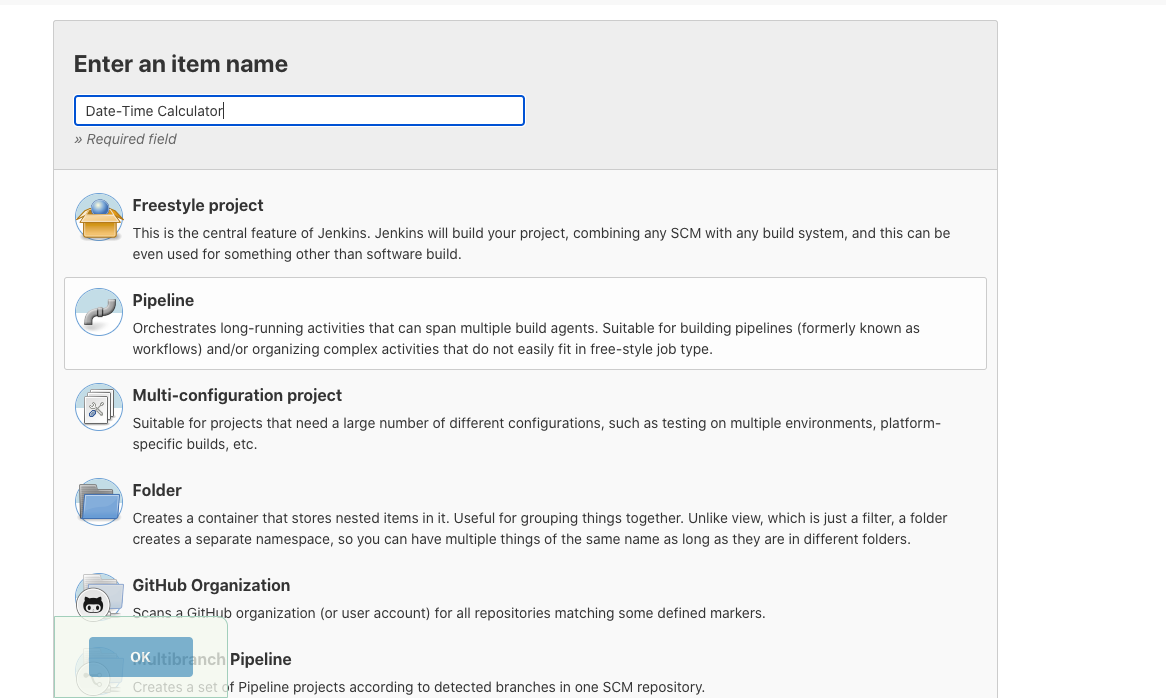 Enter an item name
Date-Time Calculator
» Required field
Freestyle project
This is the central feature of Jenkins. Jenkins will build your project, combining any SCM with any build system, and this can be
even used for something other than software build.
Pipeline
Orchestrates long-running activities that can span multiple build agents. Suitable for building pipelines (formerly known as
workflows) and/or organizing complex activities that do not easily fit in free-style job type.
Multi-configuration project
Suitable for projects that need a large number of different configurations, such as testing on multiple environments, platform-
specific builds, etc.
Folder
Creates a container that stores nested items in it. Useful for grouping things together. Unlike view, which is just a filter, a folder
creates a separate namespace, so you can have multiple things of the same name as long as they are in different folders.
GitHub Organization
Scans a GitHub organization (or user account) for all repositories matching some defined markers.
OK
Multibranch Pipeline
Creates a set of Pipeline projects according to detected branches in one SCM repository.